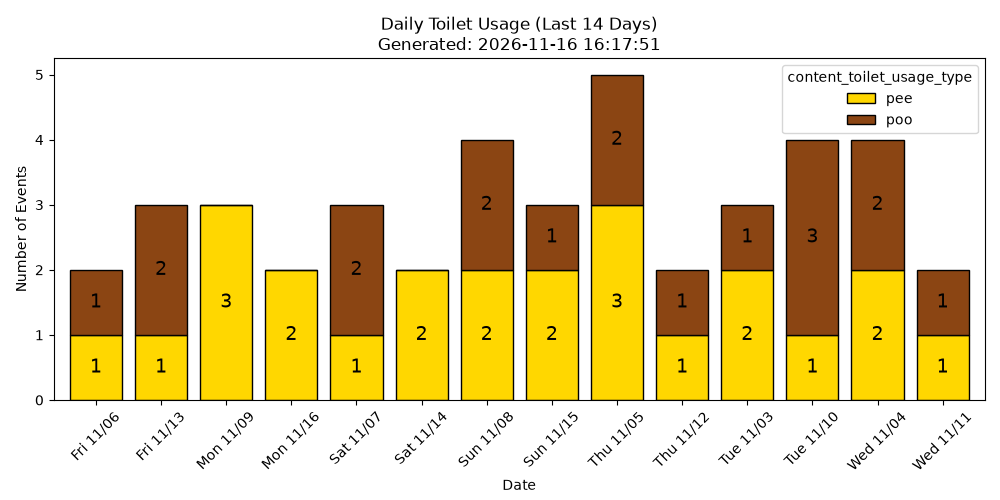 Daily Toilet Usage (Last 14 Days)
Generated: 2026-11-16 16:17:51
content_toilet_usage_type
pee
poo
Number of Events
5
4
3
2
1
0
1
2
2
2
2
1
2
1
1
3
2
1
1
1
3
2
1
2
2
2
3
1
2
1
2
1
Fri 11/06
Fri 11/13
Mon 11/09
Mon 11/16
Sat 11/07
Sat 11/14
Sun 11/08
Sun 11/15
Thu 11/05
Thu 11/12
Tue 11/03
Tue 11/10
Wed 11/04
Wed 11/11
Date